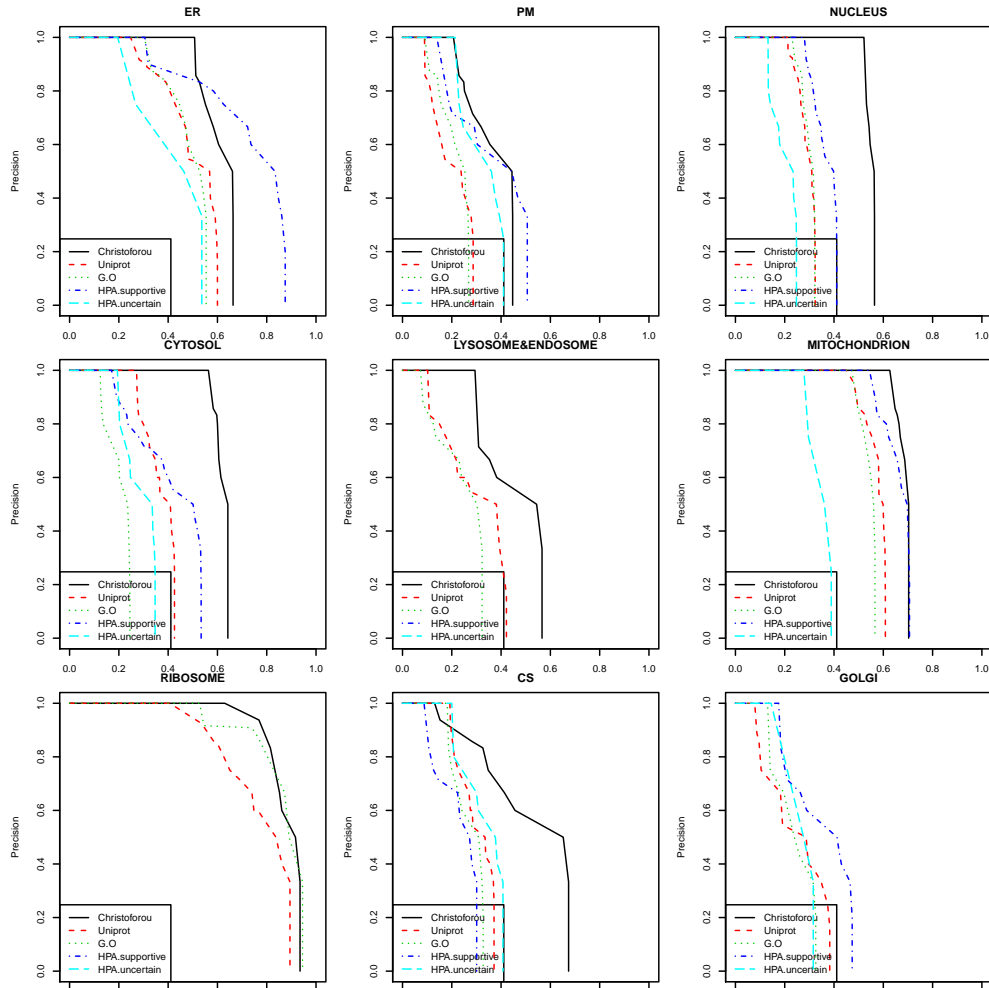 ER
PM
NUCLEUS
Precision
0.0 0.2 0.4 0.6 0.8 1.0
Christoforou
Uniprot
G.O
HPA.supportive
HPA.uncertain
0.0 0.2 0.4 0.6 0.8 1.0
Precision
0.0 0.2 0.4 0.6 0.8 1.0
Christoforou
Uniprot
G.O
HPA.supportive
HPA.uncertain
0.0 0.2 0.4 0.6 0.8 1.0
Precision
0.0 0.2 0.4 0.6 0.8 1.0
Christoforou
Uniprot
G.O
HPA.supportive
HPA.uncertain
0.0 0.2 0.4 0.6 0.8 1.0
CYTOSOL
LYSOSOME&ENDOSOME
MITOCHONDRION
Precision
0.0 0.2 0.4 0.6 0.8 1.0
Christoforou
Uniprot
G.O
HPA.supportive
HPA.uncertain
0.0 0.2 0.4 0.6 0.8 1.0
Precision
0.0 0.2 0.4 0.6 0.8 1.0
Christoforou
Uniprot
G.O
HPA.supportive
HPA.uncertain
0.0 0.2 0.4 0.6 0.8 1.0
Precision
0.0 0.2 0.4 0.6 0.8 1.0
Christoforou
Uniprot
G.O
HPA.supportive
HPA.uncertain
0.0 0.2 0.4 0.6 0.8 1.0
RIBOSOME
CS
GOLGI
Precision
0.0 0.2 0.4 0.6 0.8 1.0
Christoforou
Uniprot
G.O
HPA.supportive
HPA.uncertain
Precision
0.0 0.2 0.4 0.6 0.8 1.0
Christoforou
Uniprot
G.O
HPA.supportive
HPA.uncertain
Precision
0.0 0.2 0.4 0.6 0.8 1.0
Christoforou
Uniprot
G.O
HPA.supportive
HPA.uncertain